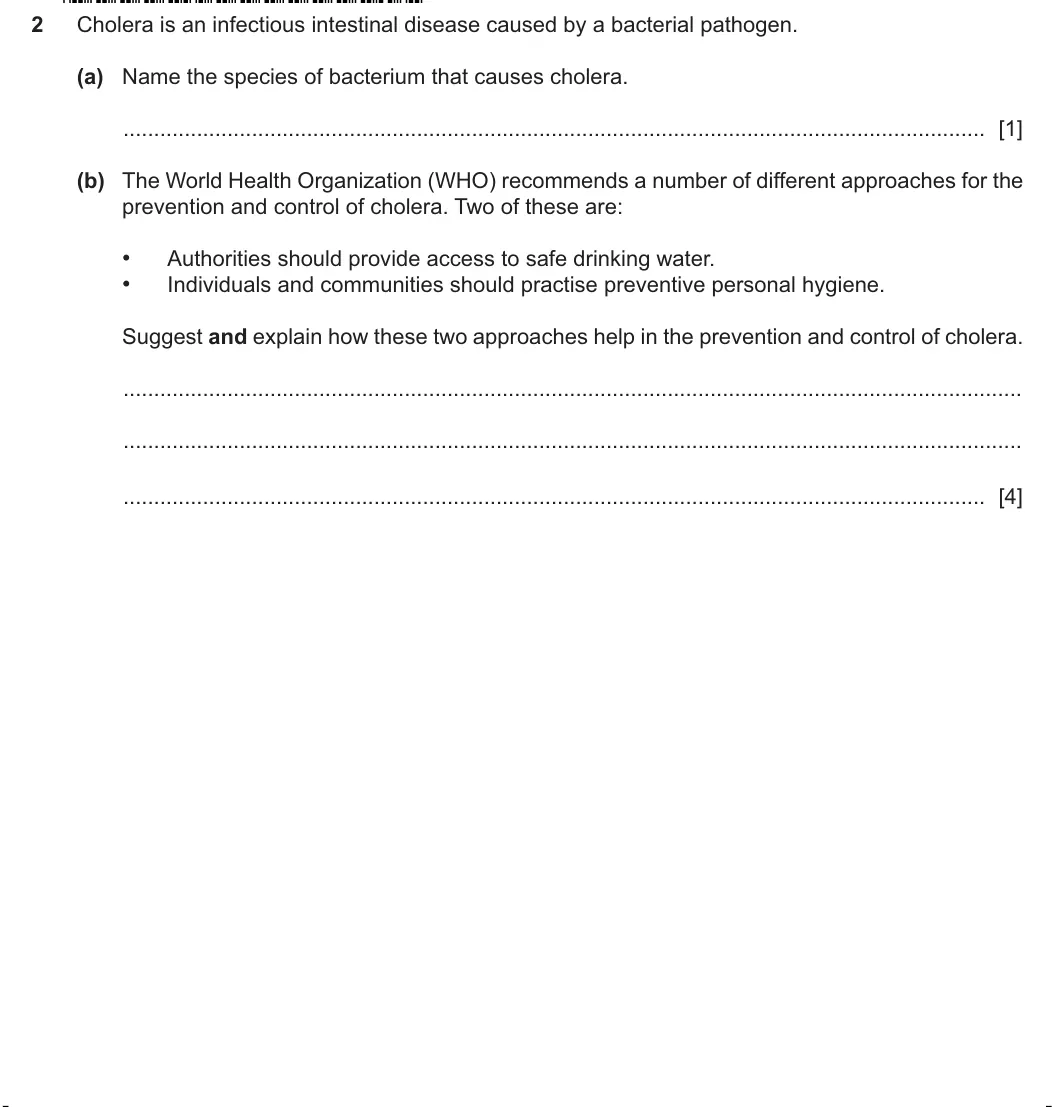 2 Cholera is an infectious intestinal disease caused by a bacterial pathogen.
(a) Name the species of bacterium that causes cholera.
.............................................................................................................................................. [1]
(b) The World Health Organization (WHO) recommends a number of different approaches for the
prevention and control of cholera. Two of these are:
• Authorities should provide access to safe drinking water.
• Individuals and communities should practise preventive personal hygiene.
Suggest and explain how these two approaches help in the prevention and control of cholera.
....................................................................................................................................................
....................................................................................................................................................
.............................................................................................................................................. [4]